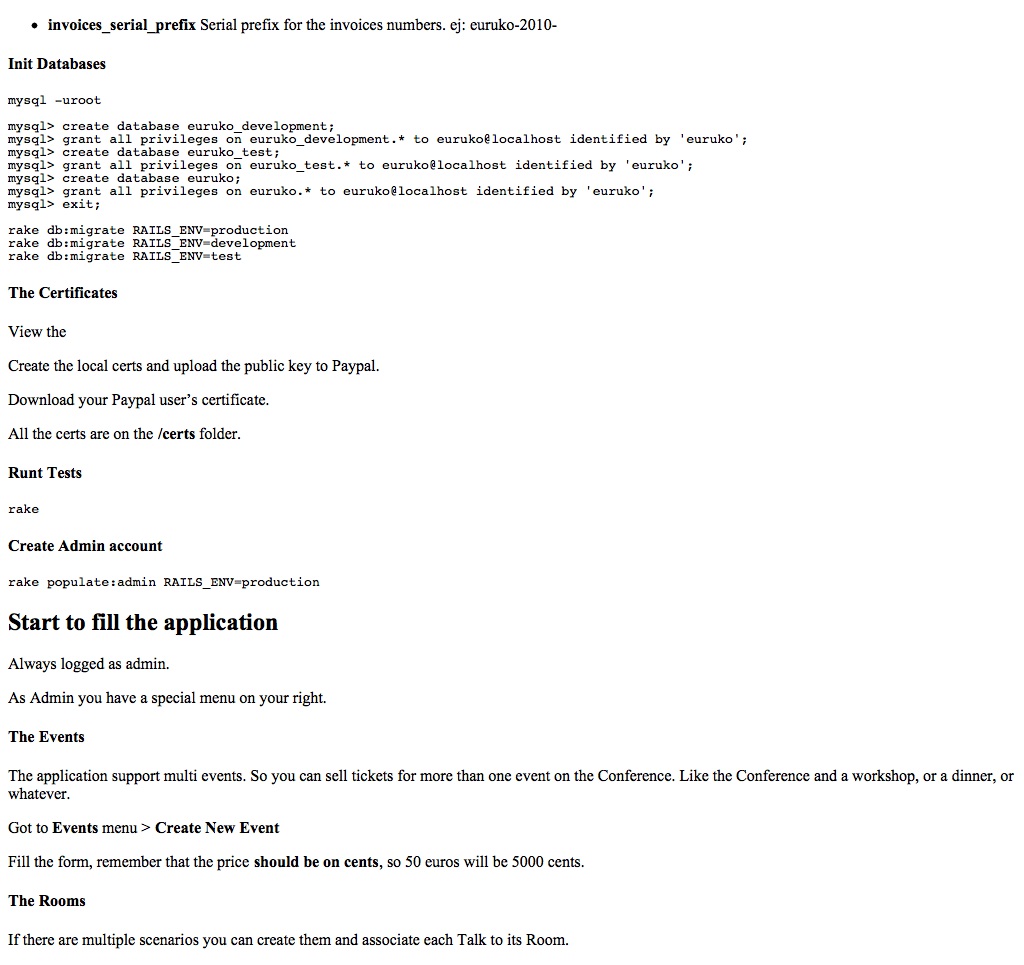 • invoices_serial_prefix Serial prefix for the invoices numbers. ej: euruko-2010-
Init Databases
mysql -uroot
mysql> create database euruko_development;
mysql> grant all privileges on euruko_development.* to euruko@localhost identified by 'euruko';
mysql> create database euruko_test;
mysql> grant all privileges on euruko_test.* to euruko@localhost identified by 'euruko';
mysql> create database euruko;
mysql> grant all privileges on euruko.* to euruko@localhost identified by 'euruko';
mysql> exit;
rake db:migrate RAILS_ENV=production
rake db:migrate RAILS_ENV=development
rake db:migrate RAILS_ENV=test
The Certificates
View the
Create the local certs and upload the public key to Paypal.
Download your Paypal user’s certificate.
All the certs are on the /certs folder.
Runt Tests
rake
Create Admin account
rake populate:admin RAILS_ENV=production
Start to fill the application
Always logged as admin.
As Admin you have a special menu on your right.
The Events
The application support multi events. So you can sell tickets for more than one event on the Conference. Like the Conference and a workshop, or a dinner, or
whatever.
Got to Events menu > Create New Event
Fill the form, remember that the price should be on cents, so 50 euros will be 5000 cents.
The Rooms
If there are multiple scenarios you can create them and associate each Talk to its Room.